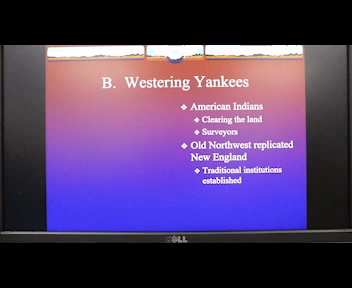 B. Westering Yankees
❖ American Indians
❖ Clearing the land
❖ Surveyors
❖ Old Northwest replicated
New England
❖ Traditional institutions
established
DELL